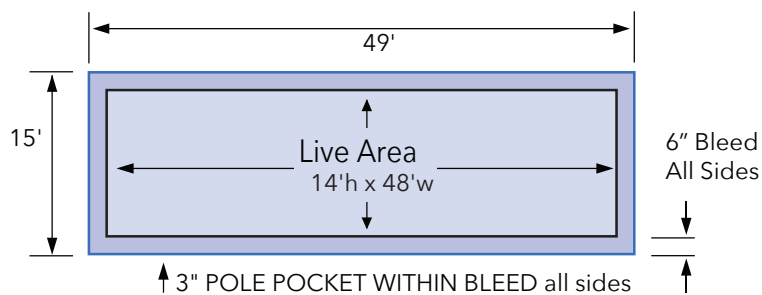 49'
15'
Live Area
14'h x 48'w
6” Bleed
All Sides
3" POLE POCKET WITHIN BLEED all sides